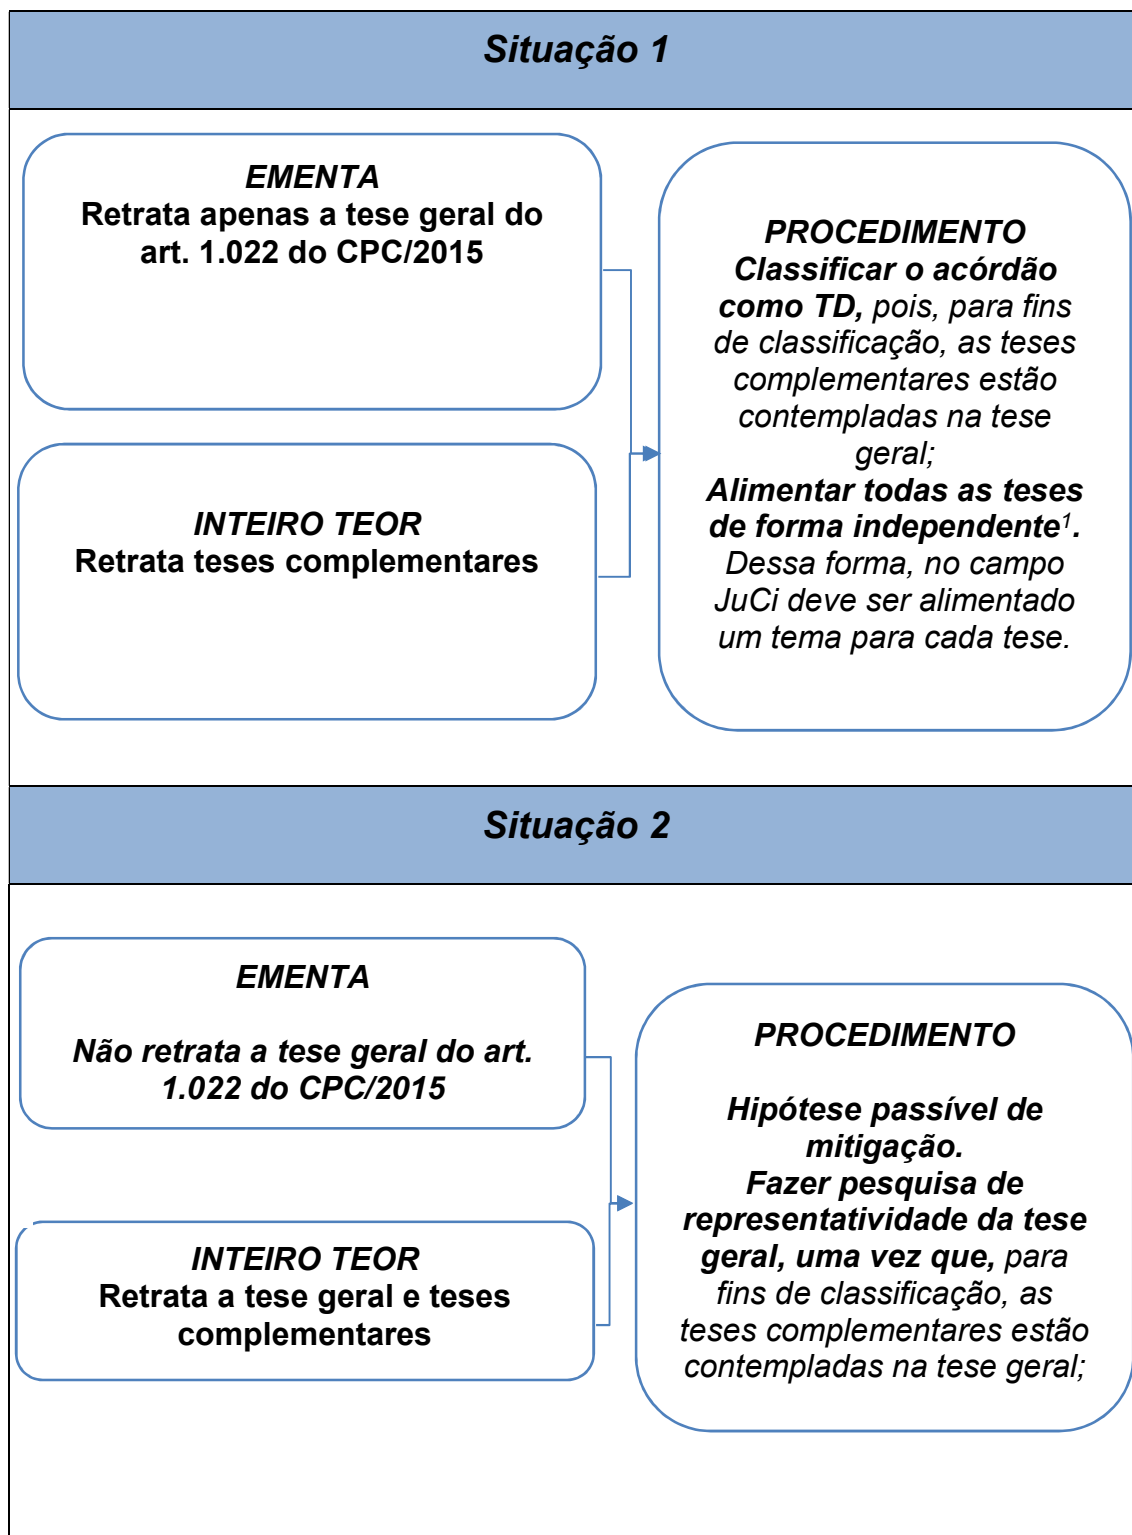 Situação 1
EMENTA
Retrata apenas a tese geral do
art. 1.022 do CPC/2015
INTEIRO TEOR
Retrata teses complementares
PROCEDIMENTO
Classificar o acórdão
como TD, pois, para fins
de classificação, as teses
complementares estão
contempladas na tese
geral;
Alimentar todas as teses
de forma independente¹.
Dessa forma, no campo
JuCi deve ser alimentado
um tema para cada tese.
Situação 2
EMENTA
Não retrata a tese geral do art.
1.022 do CPC/2015
INTEIRO TEOR
Retrata a tese geral e teses
complementares
PROCEDIMENTO
Hipótese passível de
mitigação.
Fazer pesquisa de
representatividade da tese
geral, uma vez que, para
fins de classificação, as
teses complementares estão
contempladas na tese geral;